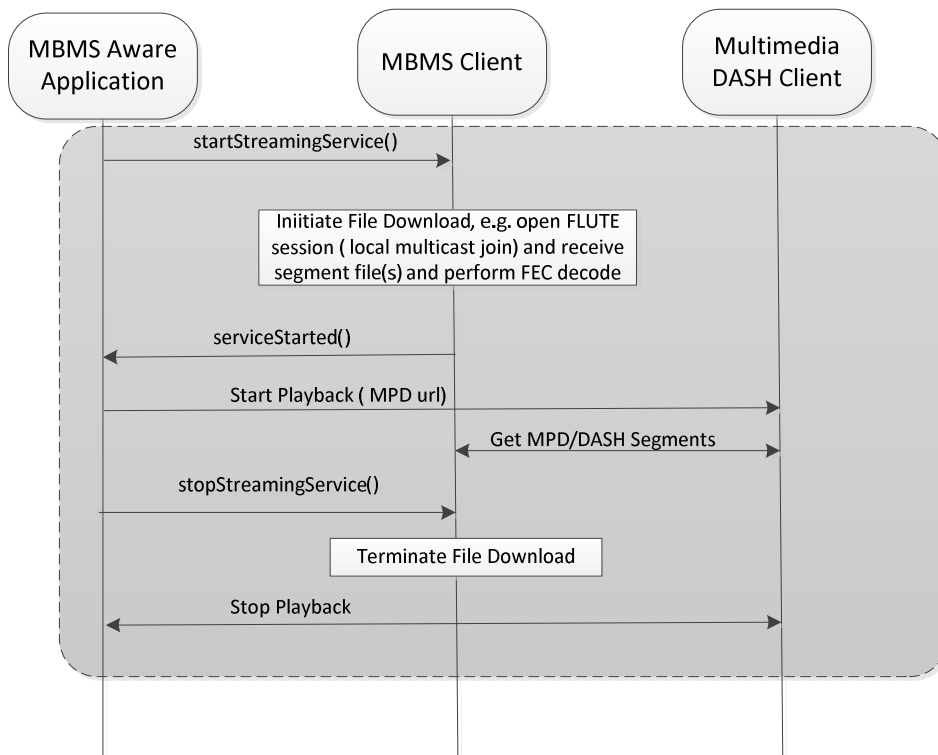 MBMS Aware
Application
MBMS Client
Multimedia
DASH Client
startStreamingService()
Iniitiate File Download, e.g. open FLUTE
session ( local multicast join) and receive
segment file(s) and perform FEC decode
serviceStarted()
Start Playback ( MPD url)
Get MPD/DASH Segments
stopStreamingService()
Terminate File Download
Stop Playback